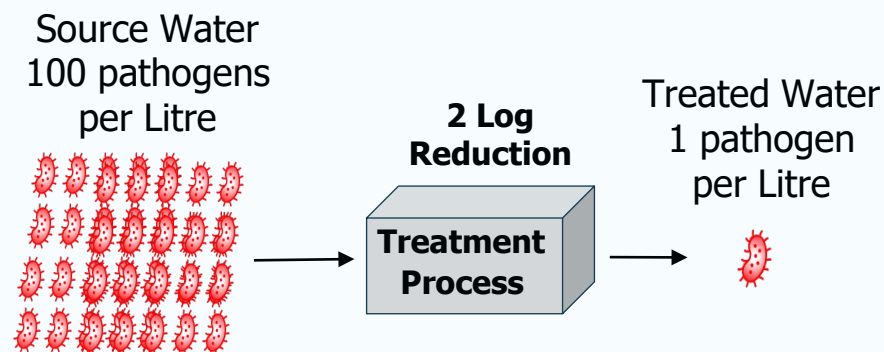 Source Water
100 pathogens
per Litre
2 Log
Reduction
Treatment
Process
Treated Water
1 pathogen
per Litre